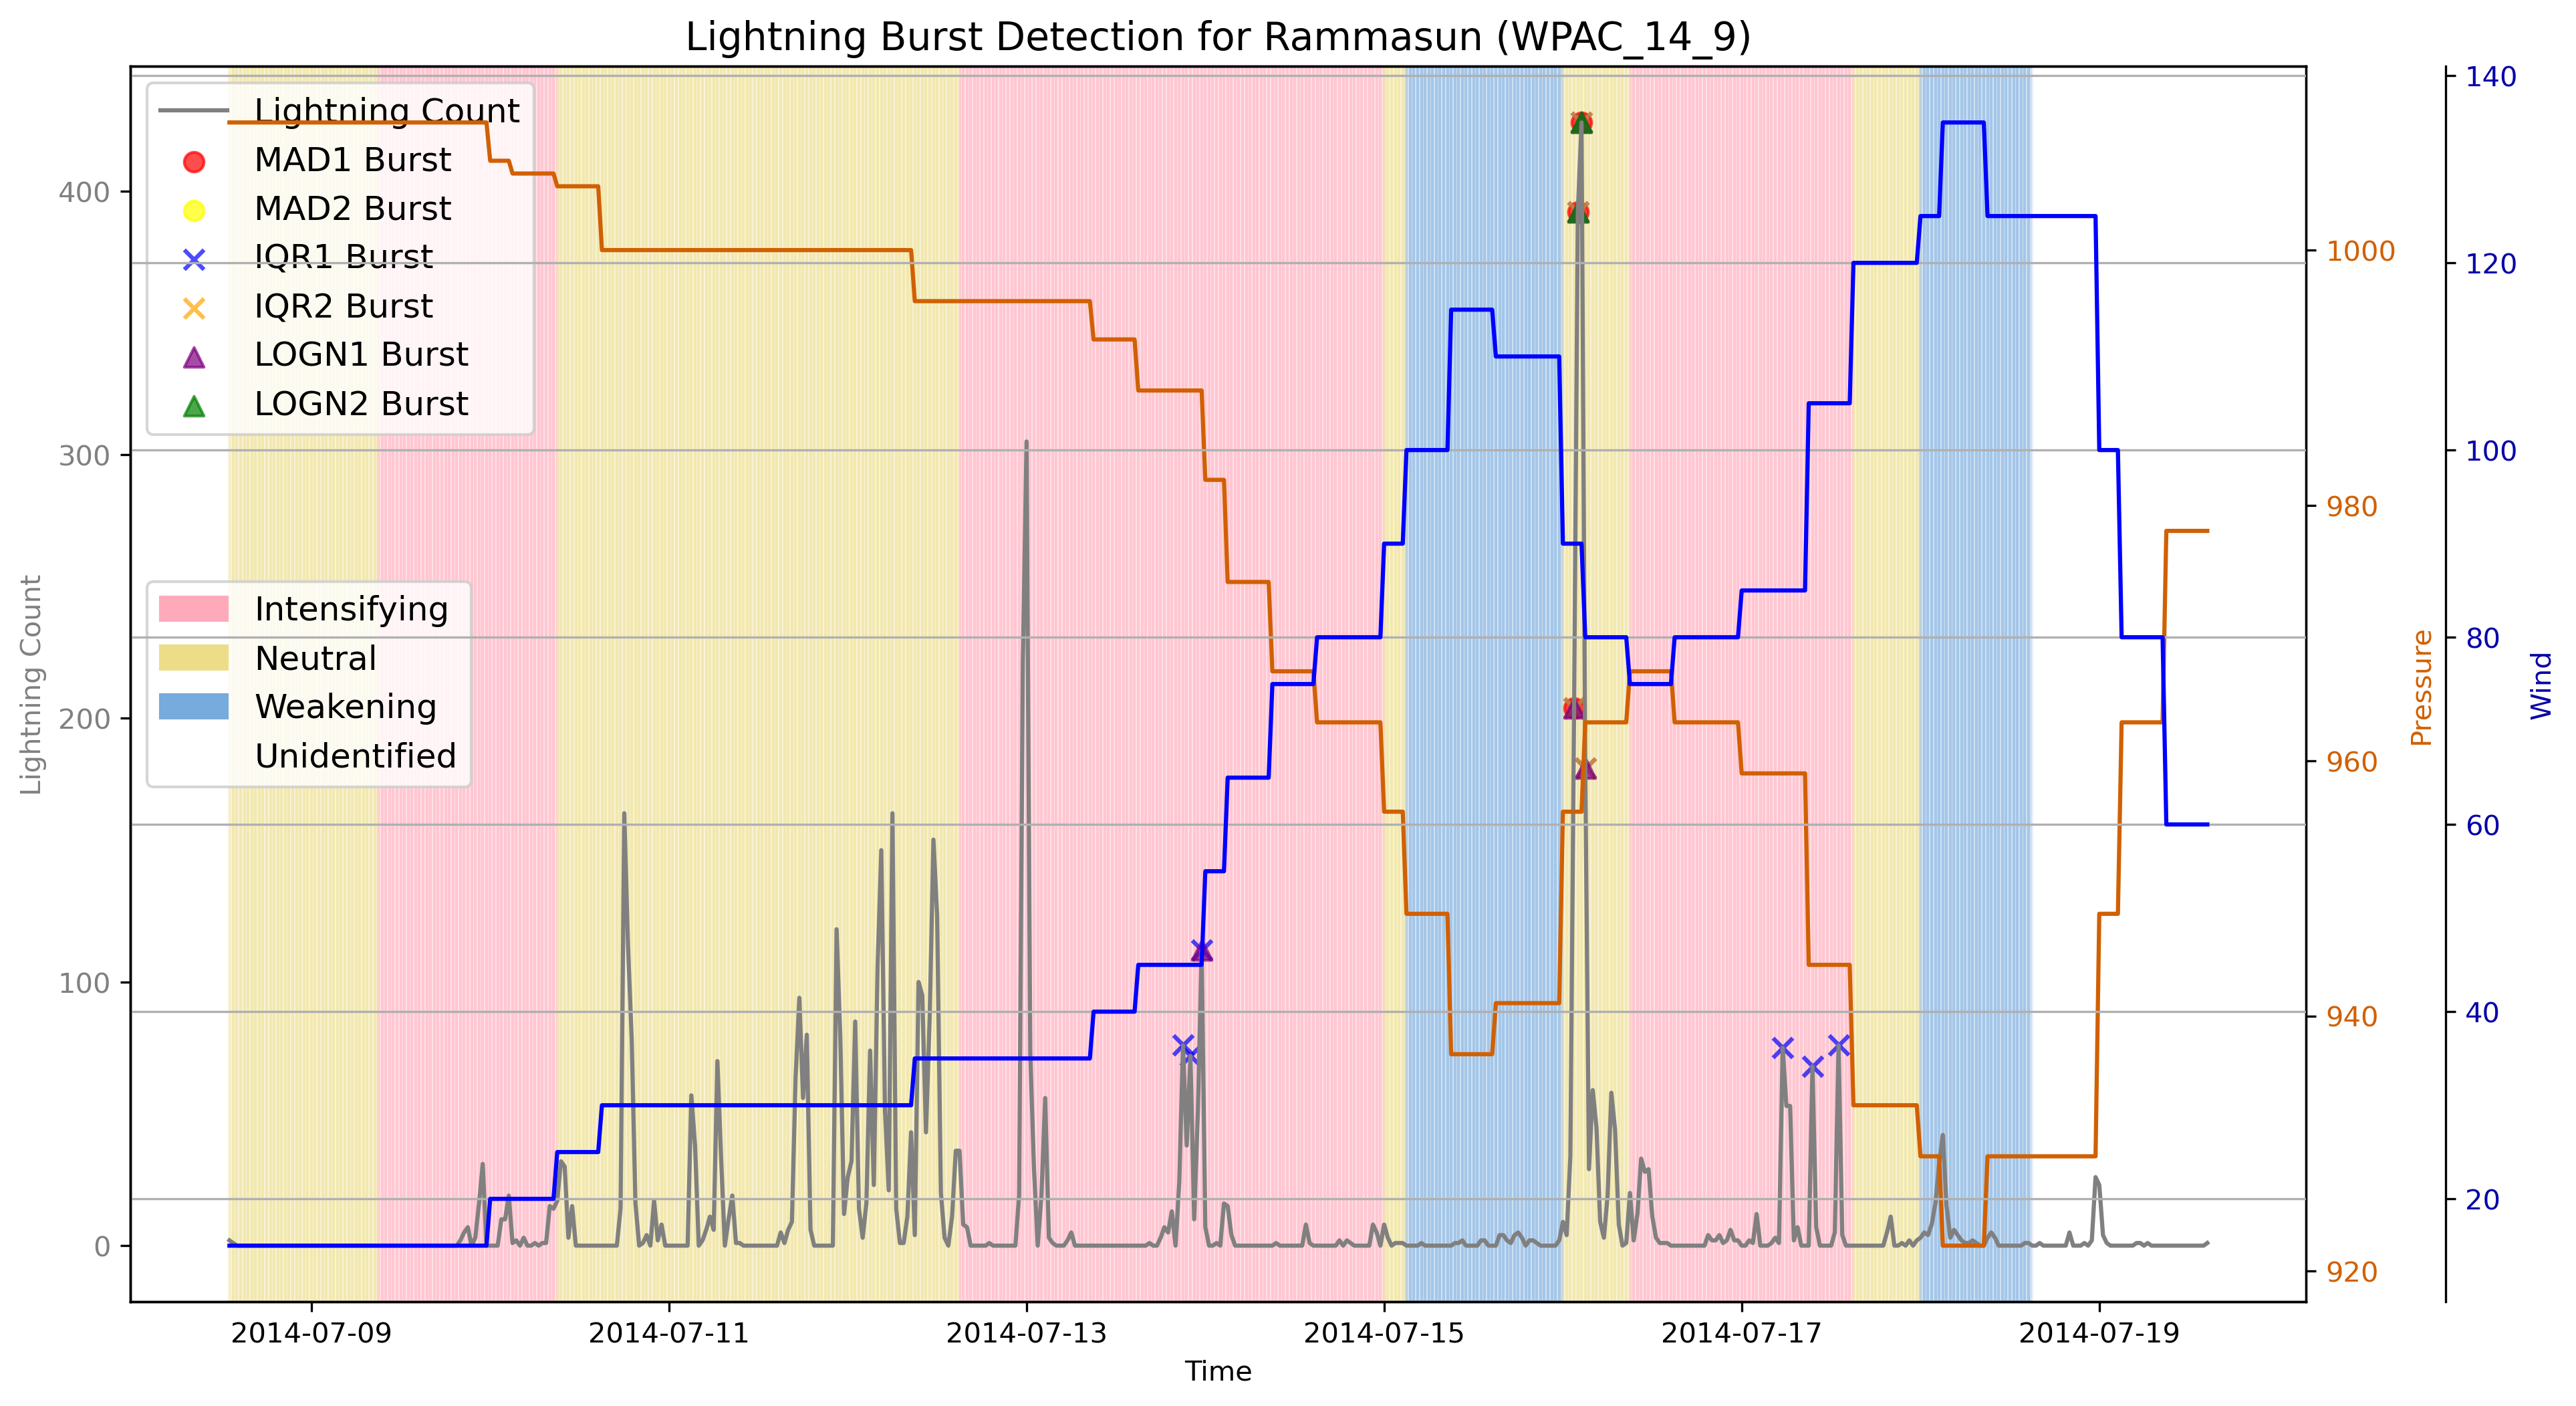 Lightning Burst Detection for Rammasun (WPAC_14_9)
Lightning Count
MAD1 Burst
MAD2 Burst
IQR1 Burst
IQR2 Burst
LOGN1 Burst
LOGN2 Burst
Intensifying
Neutral
Weakening
Unidentified
Lightning Count
400
300
200
100
0
1000
980
960
940
920
Pressure
140
120
100
80
60
40
20
Wind
2014-07-09
2014-07-11
2014-07-13
2014-07-15
2014-07-17
2014-07-19
Time